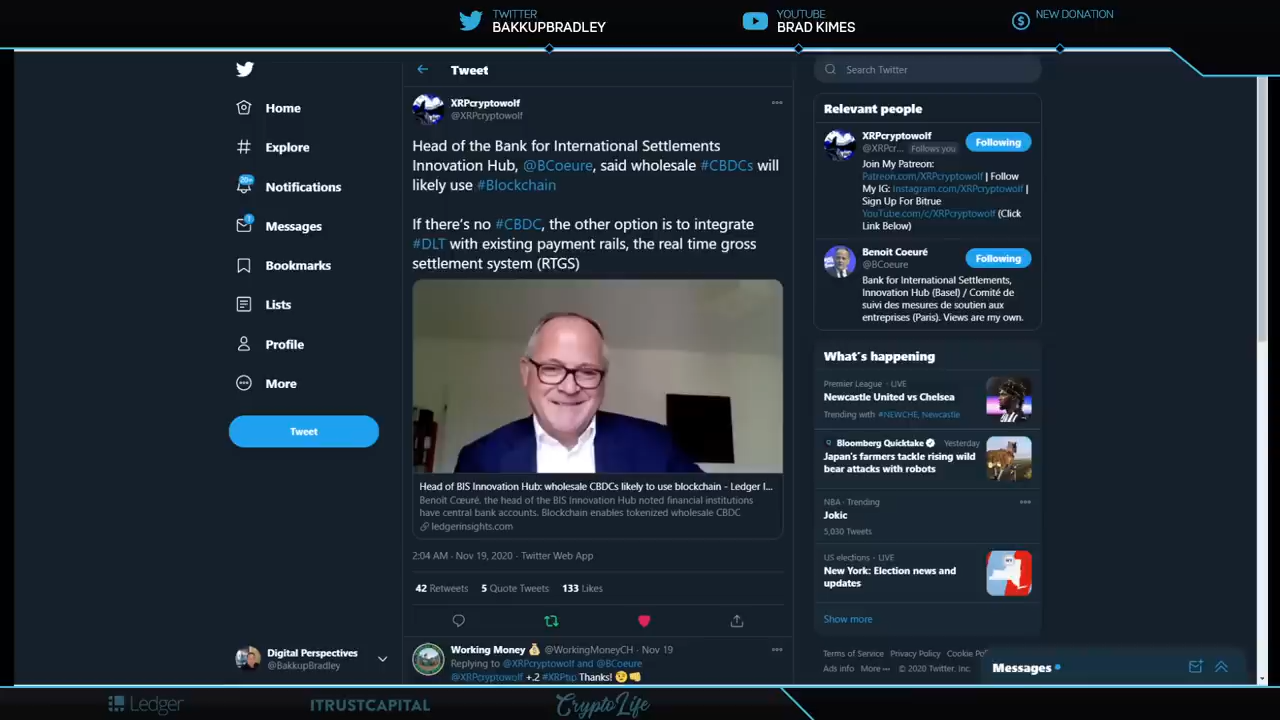 TWITTER
BAKKUPBRADLEY
YOUTUBE
BRAD KIMES
NEW DONATION
Home
Explore
20+
Notifications
1
Messages
Bookmarks
Lists
Profile
More
Tweet
Digital Perspectives
@BakkupBradley
Tweet
XRPcryptowolf
@XRPcryptowolf
Head of the Bank for International Settlements
Innovation Hub, @BCoeure, said wholesale #CBDCs will
likely use #Blockchain
If there's no #CBDC, the other option is to integrate
#DLT with existing payment rails, the real time gross
settlement system (RTGS)
Head of BIS Innovation Hub: wholesale CBDCs likely to use blockchain - Ledger I...
Benoit Cœuré, the head of the BIS Innovation Hub noted financial institutions
have central bank accounts. Blockchain enables tokenized wholesale CBDC
ledgerinsights.com
2:04 AM · Nov 19, 2020 · Twitter Web App
42 Retweets 5 Quote Tweets 133 Likes
Working Money 💰 @WorkingMoneyCH · Nov 19
Replying to @XRPcryptowolf and @BCoeure
@XRPcryptowolf +.2 #XRPtip Thanks!
Search Twitter
Relevant people
XRPcryptowolf
@XRPcr... Follows you
Following
Join My Patreon:
Patreon.com/XRPcryptowolf | Follow
My IG: Instagram.com/XRPcryptowolf |
Sign Up For Bitrue
YouTube.com/c/XRPcryptowolf (Click
Link Below)
Benoit Coeuré
@BCoeure
Following
Bank for International Settlements,
Innovation Hub (Basel) / Comité de
suivi des mesures de soutien aux
entreprises (Paris). Views are my own.
What's happening
Premier League · LIVE
Newcastle United vs Chelsea
Trending with #NEWCHE, Newcastle
Bloomberg Quicktake Yesterday
Japan's farmers tackle rising wild
bear attacks with robots
NBA · Trending
Jokic
5,030 Tweets
US elections · LIVE
New York: Election news and
updates
Show more
Terms of Service Privacy Policy Cookie Pol
Ads info More ··· © 2020 Twitter, Inc.
Messages
Ledger
ITRUSTCAPITAL
CryptoLife